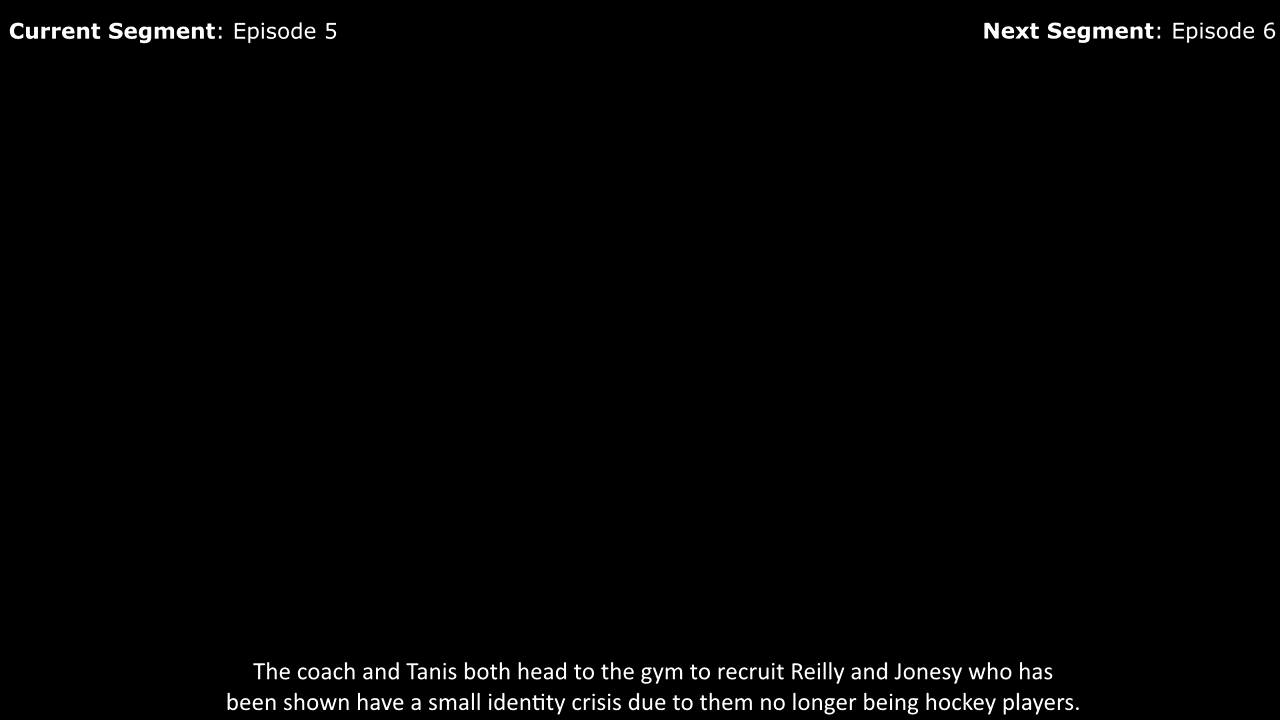 Current Segment: Episode 5
Next Segment: Episode 6
The coach and Tanis both head to the gym to recruit Reilly and Jonesy who has
been shown have a small identity crisis due to them no longer being hockey players.